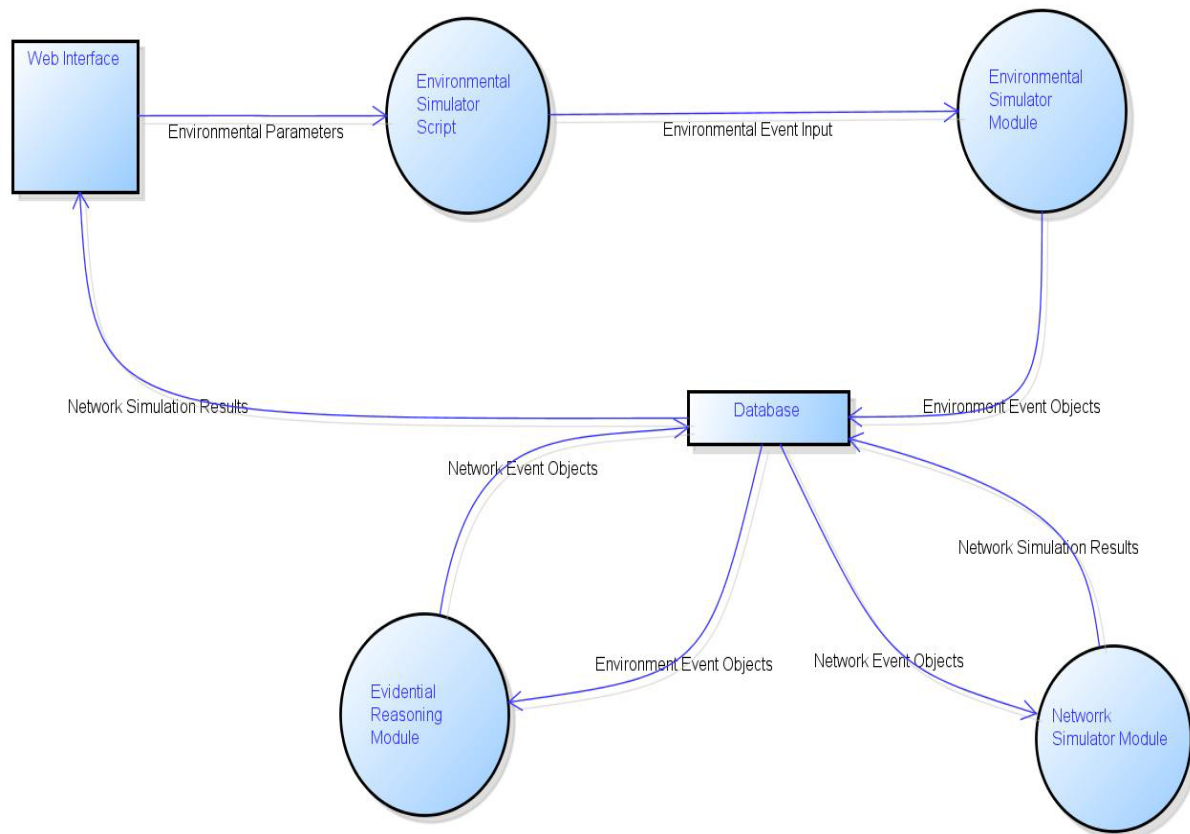 Web Interface
Environmental
Simulator
Script
Environmental
Simulator
Module
Environmental Parameters
Environmental Event Input
Network Simulation Results
Database
Environment Event Objects
Network Event Objects
Network Simulation Results
Environment Event Objects
Network Event Objects
Evidential
Reasoning
Module
Networrk
Simulator Module